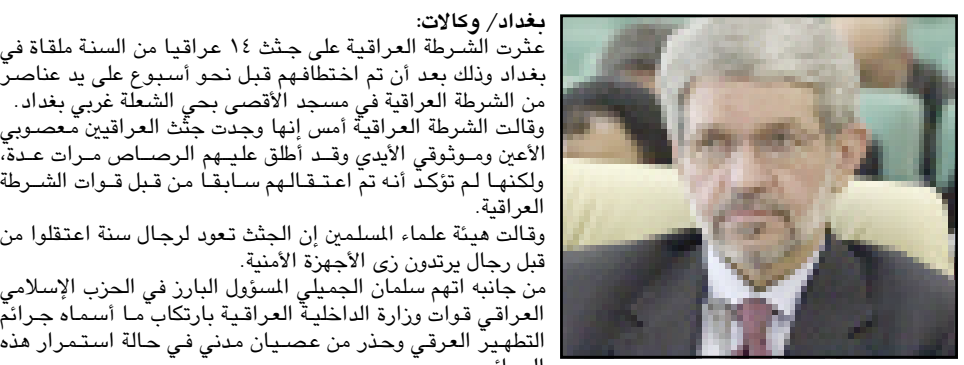 بغداد/ وكالات:
عثرت الشرطة العراقية على جثث ١٤ عراقيا من السنة ملقاة في
بغداد وذلك بعد أن تم اختطافهم قبل نحو أسبوع على يد عناصر
من الشرطة العراقية في مسجد الأقصى بحي الشعلة غربي بغداد.
وقالت الشرطة العراقية أمس إنها وجدت جثث العراقيين معصوبي
الأعين وموثوقي الأيدي وقد أطلق عليهم الرصاص مرات عدة،
ولكنها لم تؤكد أنه تم اعتقالهم سابقا من قبل قوات الشرطة
العراقية.
وقالت هيئة علماء المسلمين إن الجثث تعود لرجال سنة اعتقلوا من
قبل رجال يرتدون زى الأجهزة الأمنية.
من جانبه اتهم سلمان الجميلي المسؤول البارز في الحزب الإسلامي
العراقي قوات وزارة الداخلية العراقية بارتكاب ما أسماه جرائم
التطهير العرقي وحذر من عصيان مدني في حالة استمرار هذه